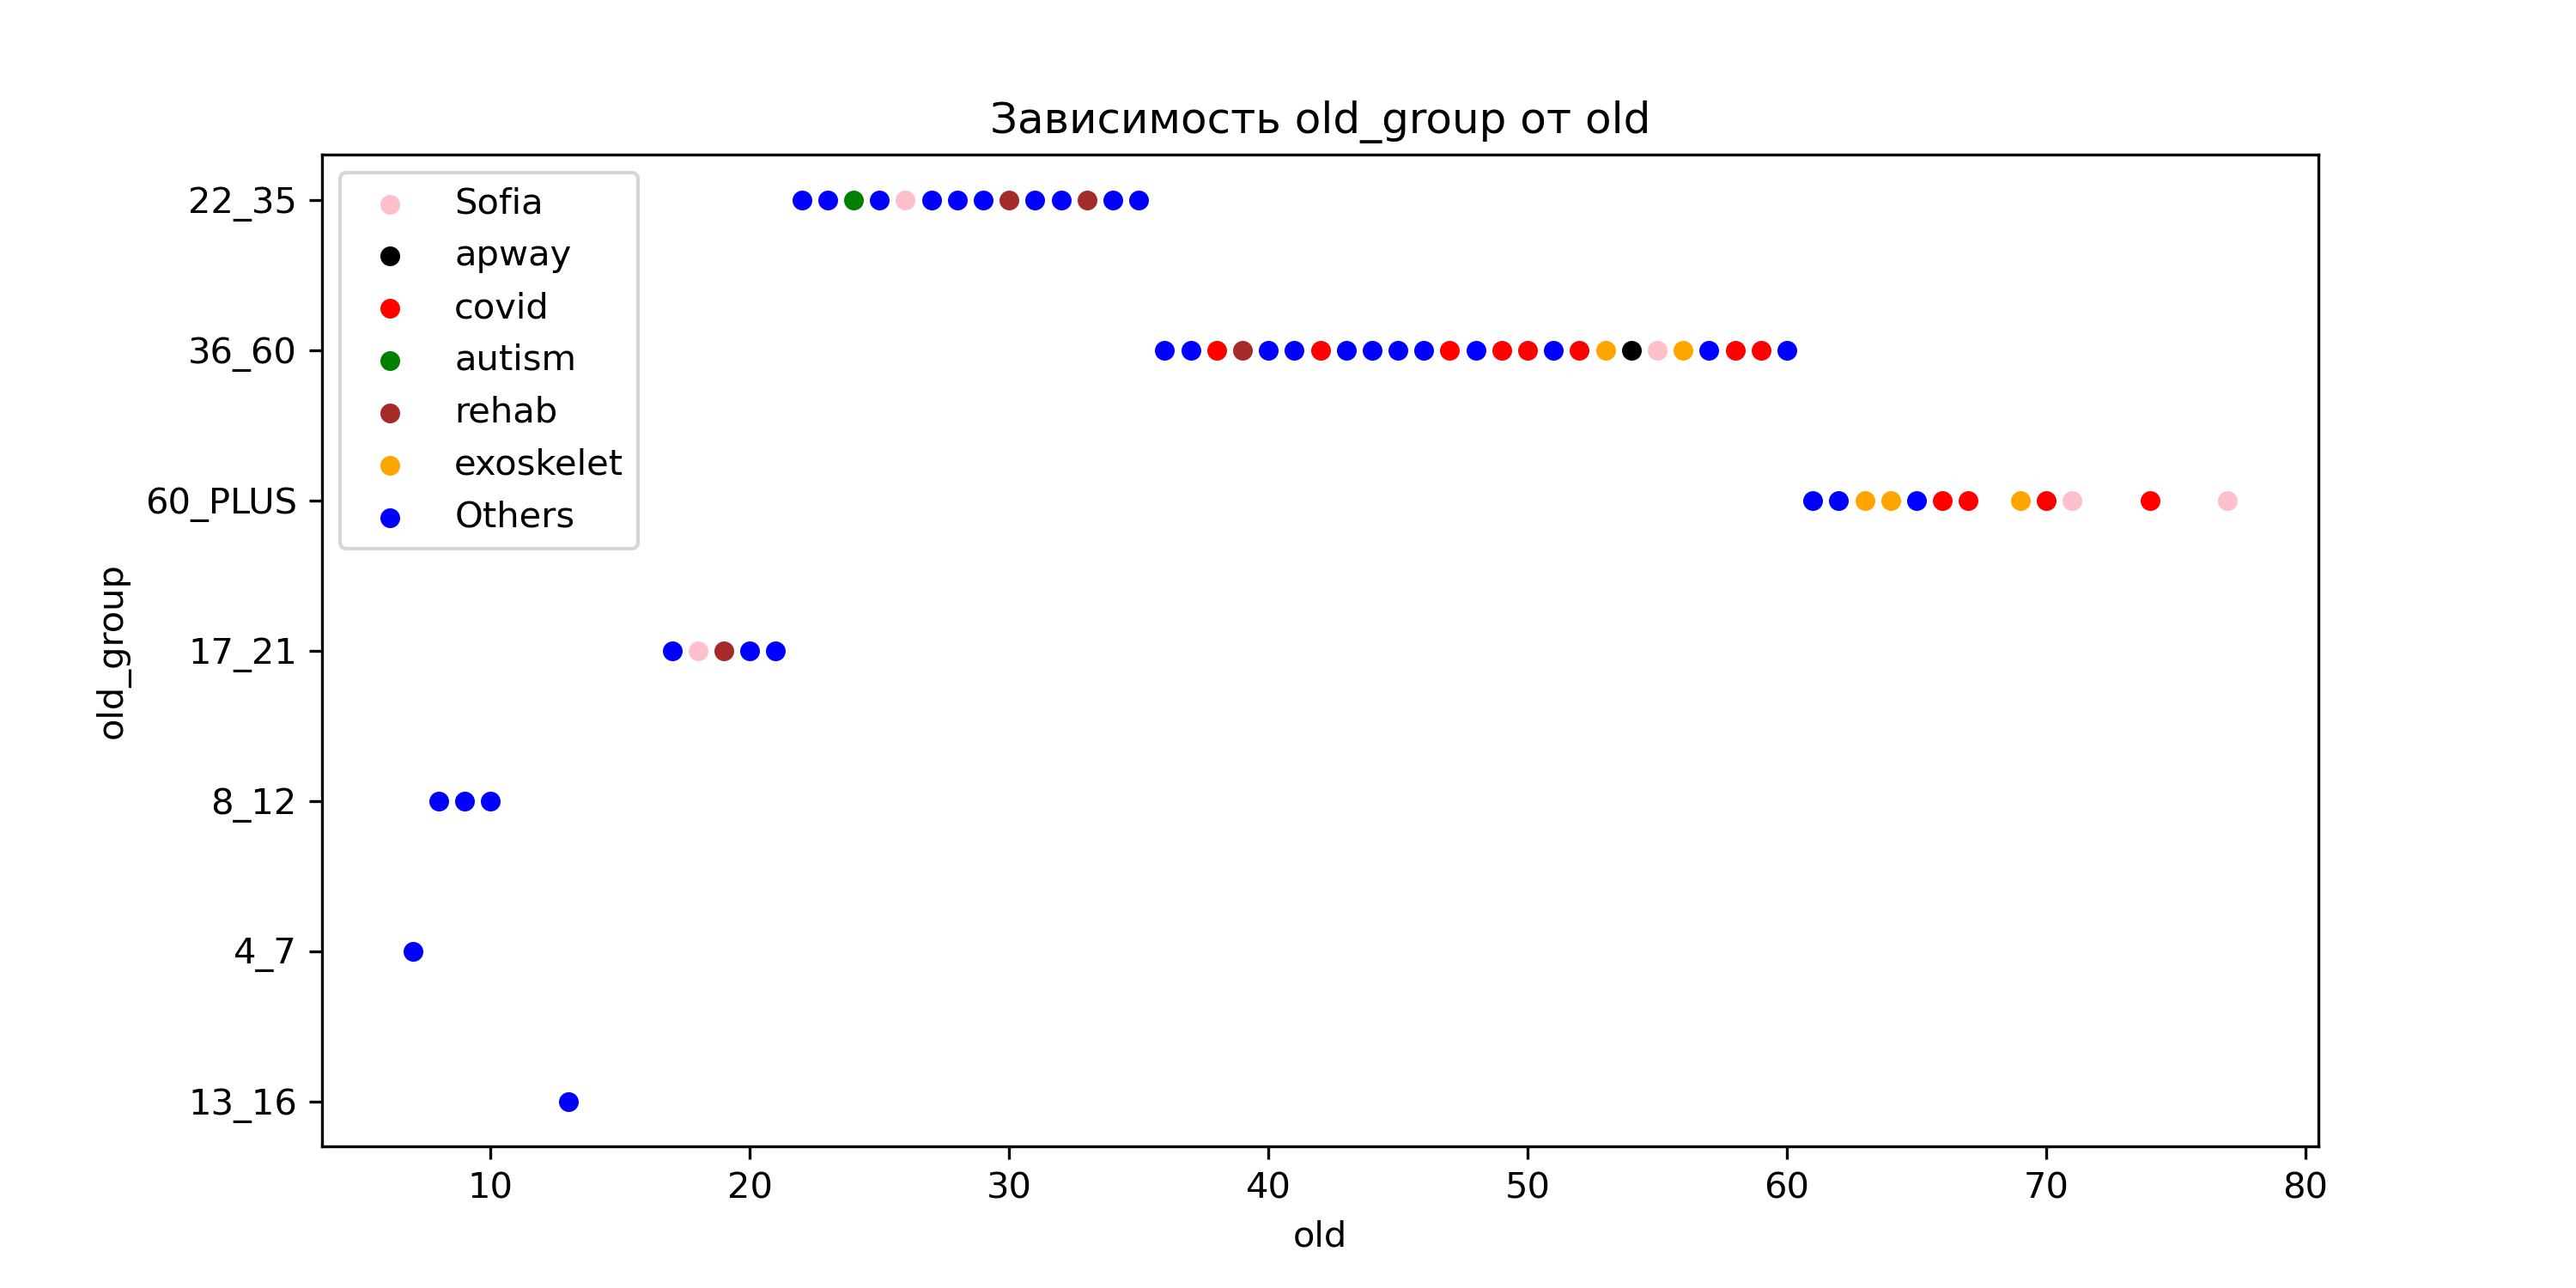 Зависимость old_group от old
Sofia
apway
covid
autism
rehab
exoskelet
Others
old_group
22_35
36_60
60_PLUS
17_21
8_12
4_7
13_16
10 20 30 40 50 60 70 80
old